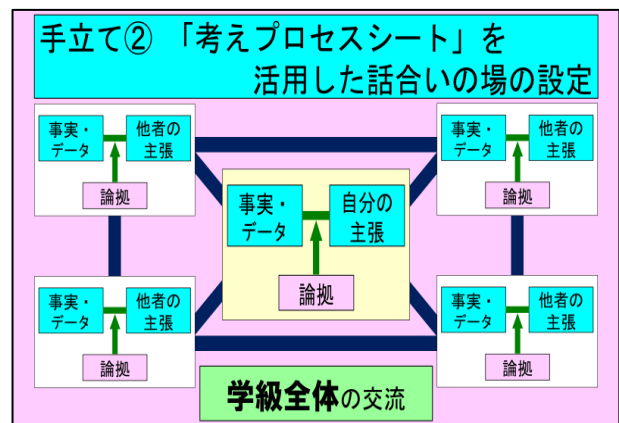 手立て② 「考えプロセスシート」を
活用した話合いの場の設定
事実・
データ
他者の
主張
論拠
事実・
データ
他者の
主張
論拠
事実・
データ
自分の
主張
論拠
事実・
データ
他者の
主張
論拠
事実・
データ
他者の
主張
論拠
学級全体の交流